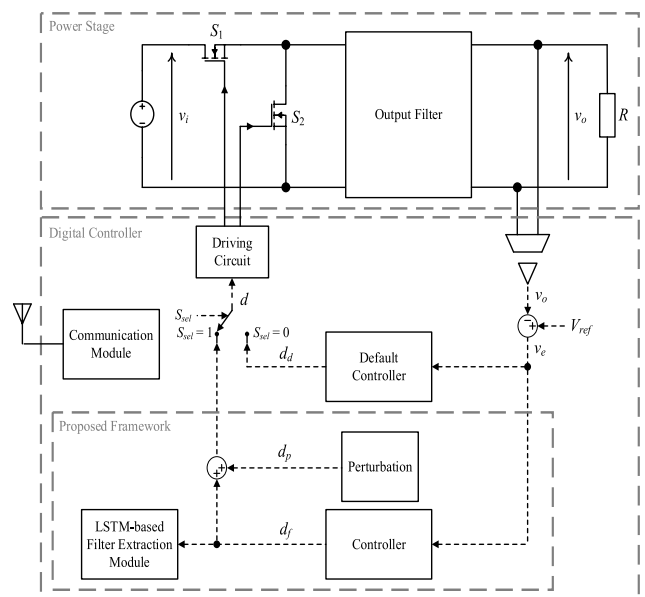 Power Stage
S1
vi
S2
Output Filter
vo
R
+
−
Digital Controller
Driving
Circuit
d
Ssel
Ssel = 1
Ssel = 0
Communication
Module
dd
Default
Controller
vo
−
+
Vref
ve
Proposed Framework
+
+
dp
Perturbation
LSTM-based
Filter Extraction
Module
df
Controller